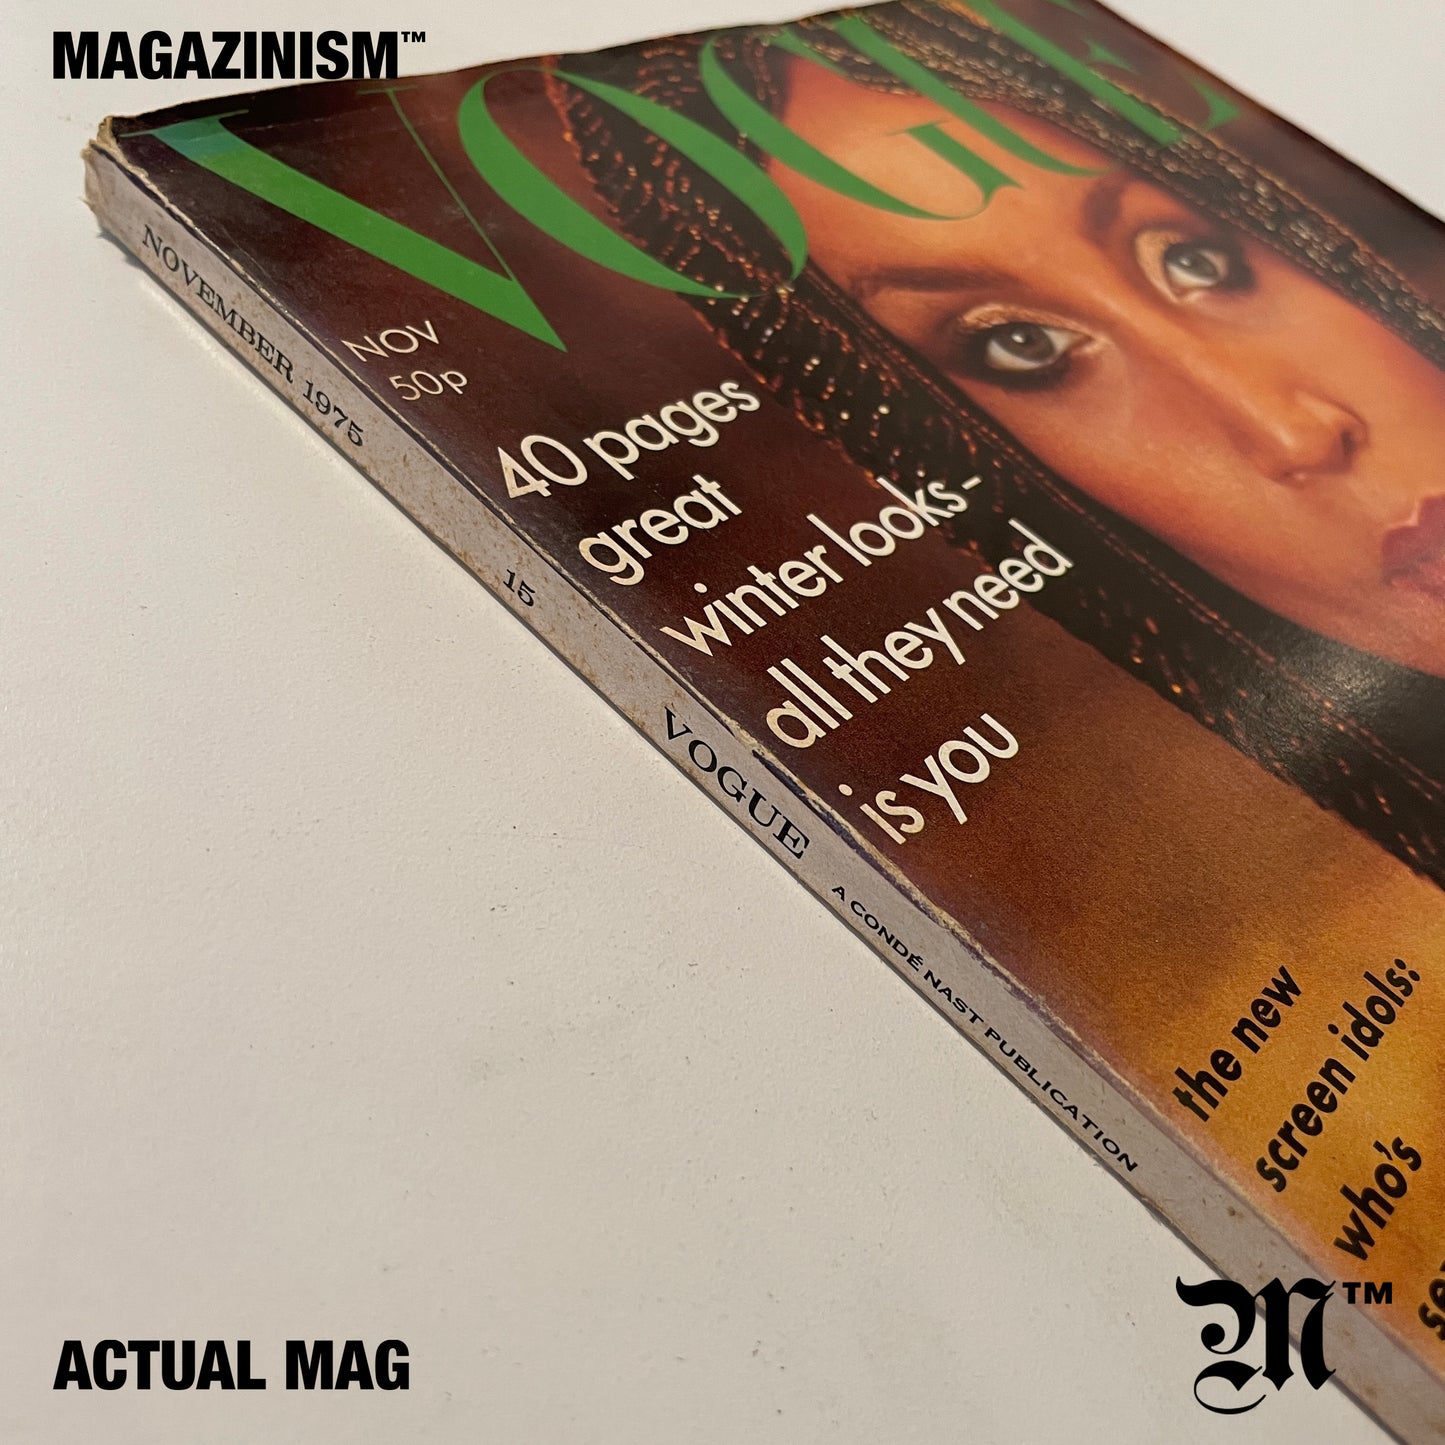 MAGAZINISM™
VOGUE
NOV
50p
40 pages
great
winter looks-
all they need
is you
the new
screen idols:
who's
NOVEMBER 1975
15
VOGUE
A CONDÉ NAST PUBLICATION
ACTUAL MAG
M™